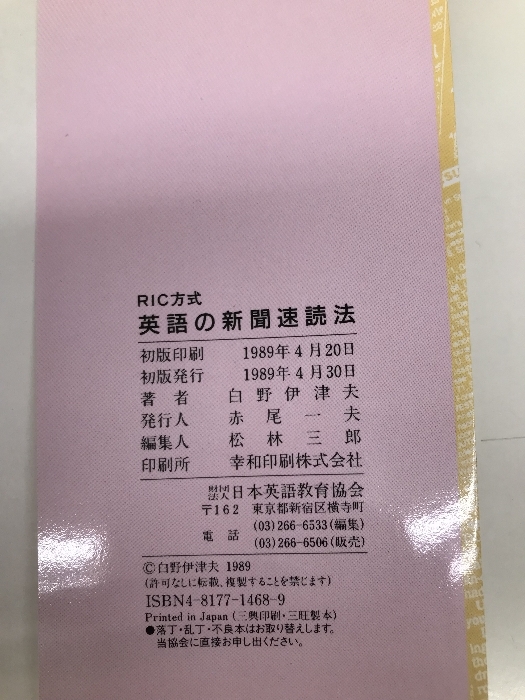 RIC方式
英語の新聞速読法
初版印刷 1989年4月20日
初版発行 1989年4月30日
著者 白野伊津夫
発行人 赤尾一夫
編集人 松林三郎
印刷所 幸和印刷株式会社
財団法人日本英語教育協会
〒162 東京都新宿区横寺町
電話 (03)266-6533(編集)
(03)266-6506(販売)
©白野伊津夫 1989
(許可なしに転載、複製することを禁じます)
ISBN4-8177-1468-9
Printed in Japan (三興印刷・三旺製本)
●落丁・乱丁・不良本はお取り替えします。
当協会に直接お申し出ください。